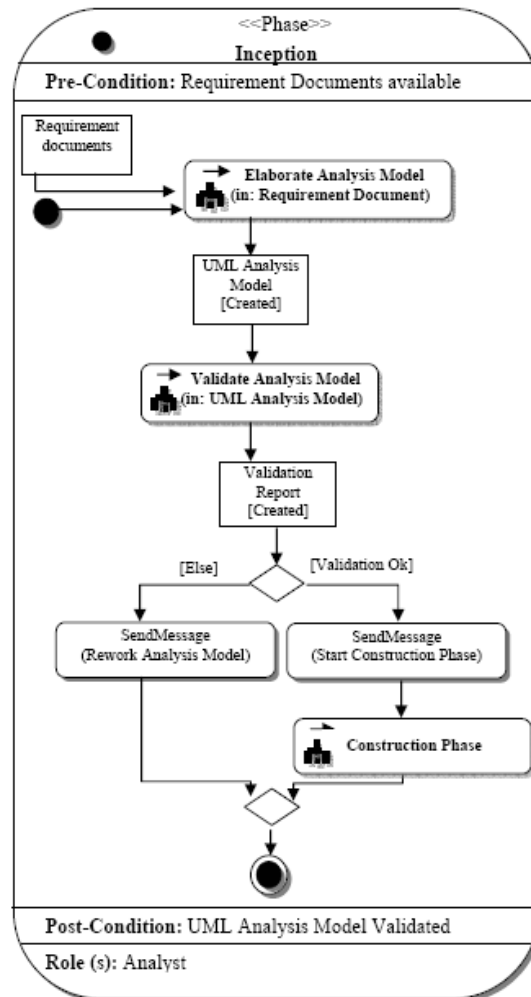 <<Phase>>
Inception
Pre-Condition: Requirement Documents available
Requirement
documents
Elaborate Analysis Model
(in: Requirement Document)
UML Analysis
Model
[Created]
Validate Analysis Model
(in: UML Analysis Model)
Validation
Report
[Created]
[Else]
[Validation Ok]
SendMessage
(Rework Analysis Model)
SendMessage
(Start Construction Phase)
Construction Phase
Post-Condition: UML Analysis Model Validated
Role (s): Analyst